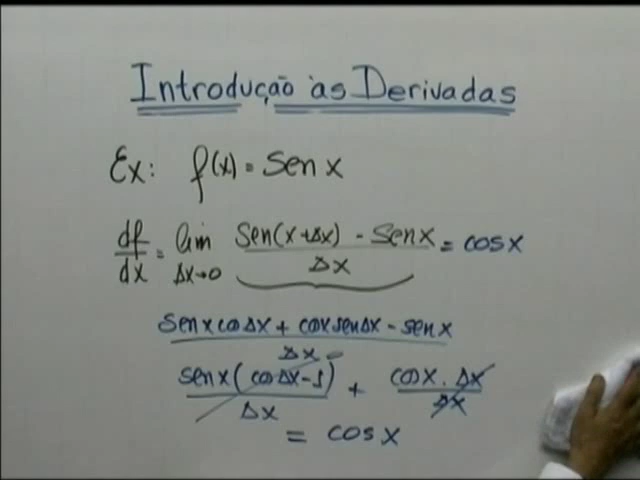 Introdução às Derivadas
Ex: f(x) = sen x
df/dx = lim Δx→0 sen(x+Δx) - sen x / Δx = cos x
sen x cos Δx + cos x sen Δx - sen x / Δx
sen x (cos Δx - 1) / Δx + cos x . Δx / Δx
= cos x